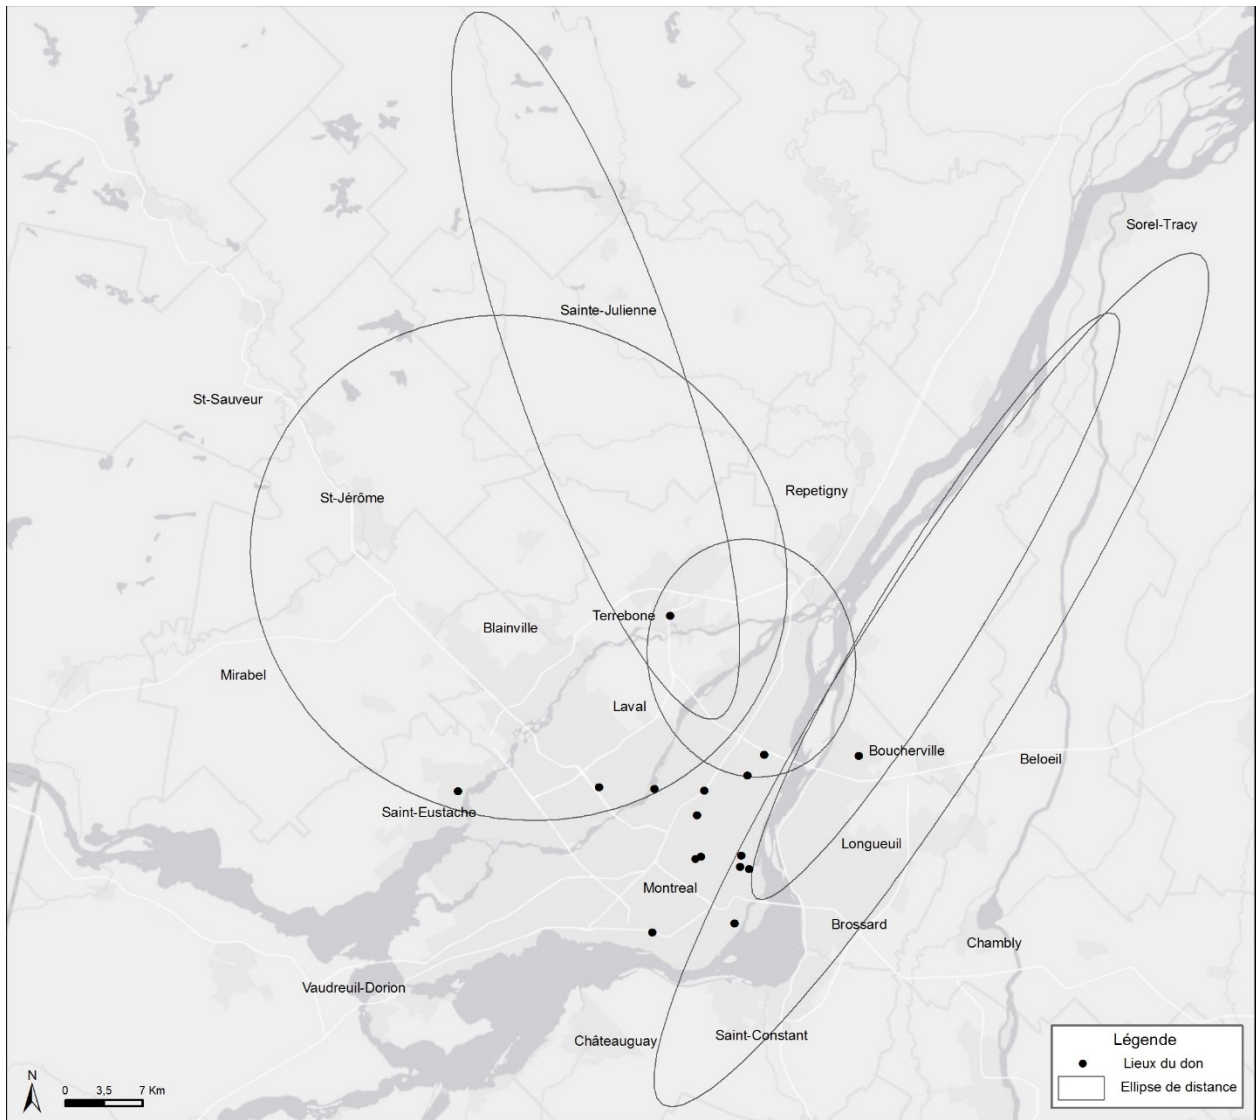 Sorel-Tracy
Sainte-Julienne
St-Sauveur
St-Jérôme
Repetigny
Terrebone
Blainville
Mirabel
Laval
Boucherville
Beloeil
Saint-Eustache
Longueuil
Montreal
Brossard
Chambly
Vaudreuil-Dorion
Saint-Constant
Châteauguay
Légende
Lieux du don
Ellipse de distance
N
0 3,5 7 Km